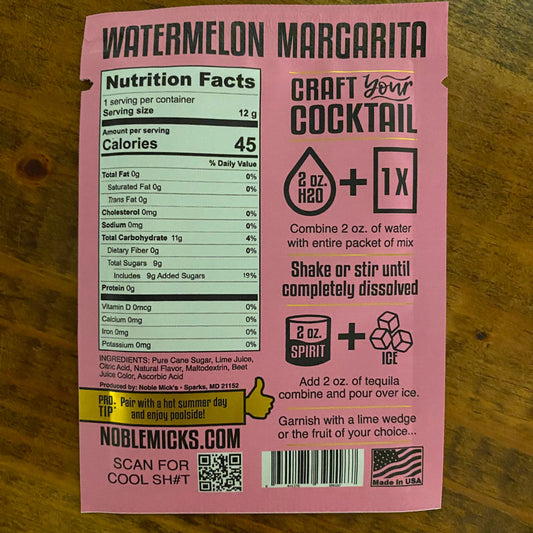 WATERMELON MARGARITA
Nutrition Facts
1 serving per container
Serving size 12 g
Amount per serving
Calories 45
% Daily Value
Total Fat 0g 0%
Saturated Fat 0g 0%
Trans Fat 0g
Cholesterol 0mg 0%
Sodium 0mg 0%
Total Carbohydrate 11g 4%
Dietary Fiber 0g 0%
Total Sugars 9g
Includes 9g Added Sugars 19%
Protein 0g
Vitamin D 0mcg 0%
Calcium 0mg 0%
Iron 0mg 0%
Potassium 0mg 0%
INGREDIENTS: Pure Cane Sugar, Lime Juice,
Citric Acid, Natural Flavor, Maltodextrin, Beet
Juice Color, Ascorbic Acid
Produced by: Noble Mick's - Sparks, MD 21152
PRO TIP: Pair with a hot summer day
and enjoy poolside!
NOBLEMICKS.COM
SCAN FOR
COOL SH#T
CRAFT your
COCKTAIL
2 oz.
H2O
+
1X
Combine 2 oz. of water
with entire packet of mix
Shake or stir until
completely dissolved
2 oz.
SPIRIT
+
ICE
Add 2 oz. of tequila
combine and pour over ice.
Garnish with a lime wedge
or the fruit of your choice...
Made In USA